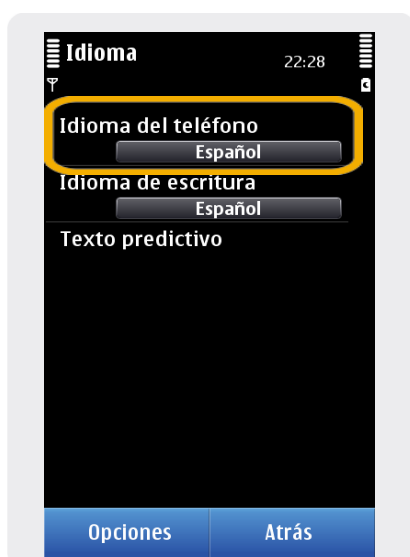 Idioma
22:28
Idioma del teléfono
Español
Idioma de escritura
Español
Texto predictivo
Opciones
Atrás